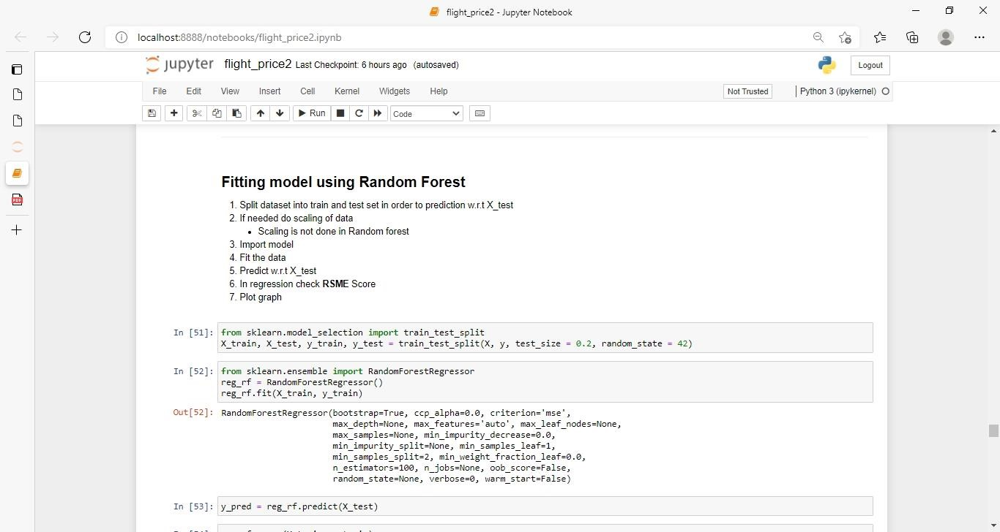 flight_price2 - Jupyter Notebook
localhost:8888/notebooks/flight_price2.ipynb
jupyter flight_price2 Last Checkpoint: 6 hours ago (autosaved)
Logout
File Edit View Insert Cell Kernel Widgets Help
Not Trusted
Python 3 (ipykernel)
Run
Code
PDF
Fitting model using Random Forest
1. Split dataset into train and test set in order to prediction w.r.t X_test
2. If needed do scaling of data
• Scaling is not done in Random forest
3. Import model
4. Fit the data
5. Predict w.r.t X_test
6. In regression check RSME Score
7. Plot graph
In [51]: from sklearn.model_selection import train_test_split
X_train, X_test, y_train, y_test = train_test_split(X, y, test_size = 0.2, random_state = 42)
In [52]: from sklearn.ensemble import RandomForestRegressor
reg_rf = RandomForestRegressor()
reg_rf.fit(X_train, y_train)
Out[52]: RandomForestRegressor(bootstrap=True, ccp_alpha=0.0, criterion='mse',
max_depth=None, max_features='auto', max_leaf_nodes=None,
max_samples=None, min_impurity_decrease=0.0,
min_impurity_split=None, min_samples_leaf=1,
min_samples_split=2, min_weight_fraction_leaf=0.0,
n_estimators=100, n_jobs=None, oob_score=False,
random_state=None, verbose=0, warm_start=False)
In [53]: y_pred = reg_rf.predict(X_test)